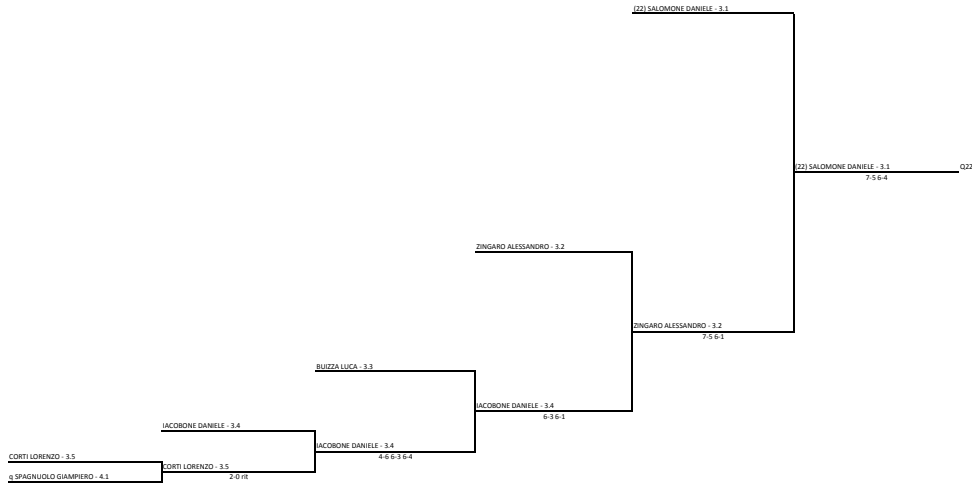 (22) SALOMONE DANIELE - 3.1
(22) SALOMONE DANIELE - 3.1
Q22
7-5 6-4
ZINGARO ALESSANDRO - 3.2
ZINGARO ALESSANDRO - 3.2
7-5 6-1
BUIZZA LUCA - 3.3
IACOBONE DANIELE - 3.4
6-3 6-1
IACOBONE DANIELE - 3.4
IACOBONE DANIELE - 3.4
4-6 6-3 6-4
CORTI LORENZO - 3.5
CORTI LORENZO - 3.5
2-0 rit
q SPAGNUOLO GIAMPIERO - 4.1